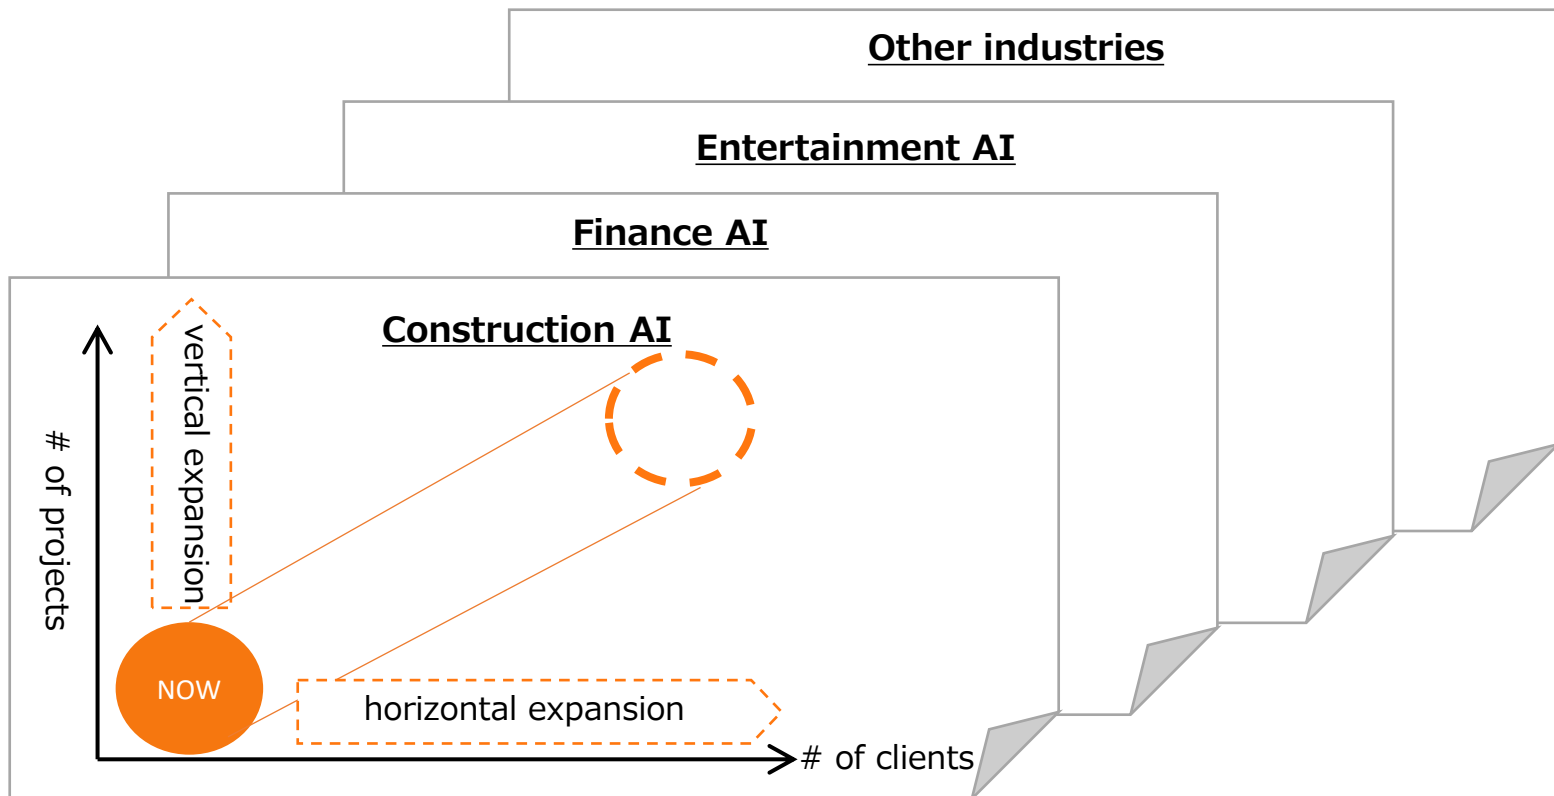 Other industries
Entertainment AI
Finance AI
Construction AI
vertical expansion
# of projects
NOW
horizontal expansion
# of clients